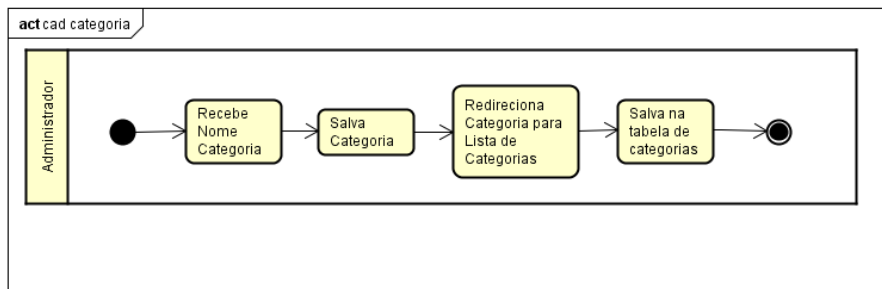 act cad categoria
Administrador
Recebe
Nome
Categoria
Salva
Categoria
Redireciona
Categoria para
Lista de
Categorias
Salva na
tabela de
categorias